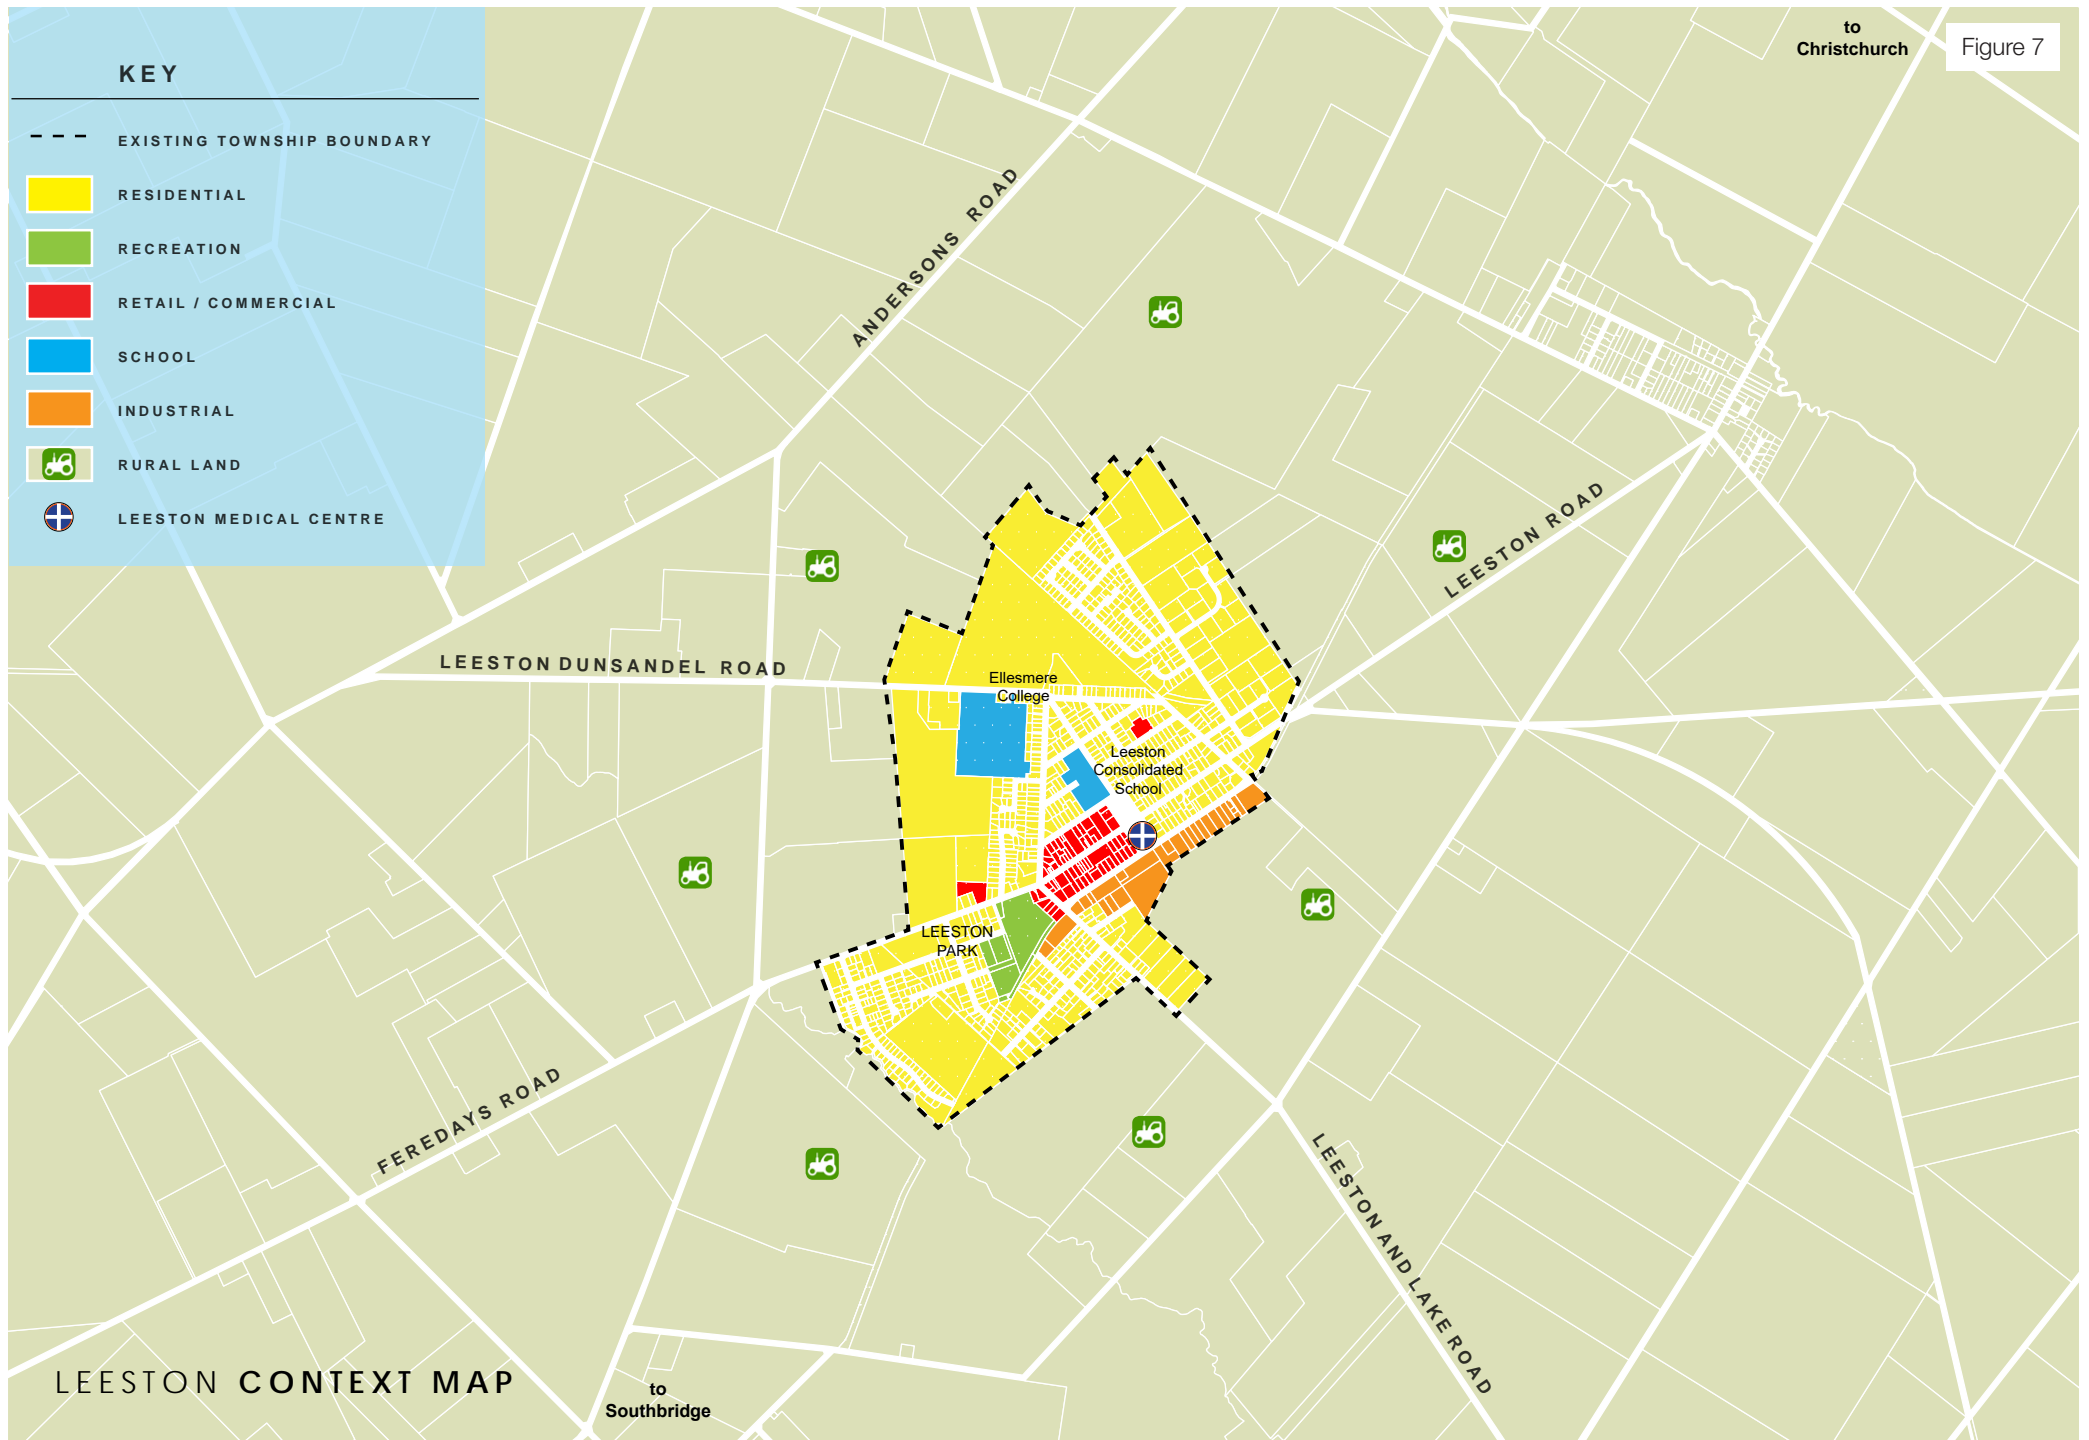 to
Christchurch
Figure 7
KEY
EXISTING TOWNSHIP BOUNDARY
RESIDENTIAL
RECREATION
RETAIL / COMMERCIAL
SCHOOL
INDUSTRIAL
RURAL LAND
LEESTON MEDICAL CENTRE
ANDERSONS ROAD
LEESTON ROAD
LEESTON DUNSANDEL ROAD
Ellesmere
College
Leeston
Consolidated
School
LEESTON
PARK
FEREDAYS ROAD
LEESTON AND LAKE ROAD
LEESTON CONTEXT MAP
to
Southbridge